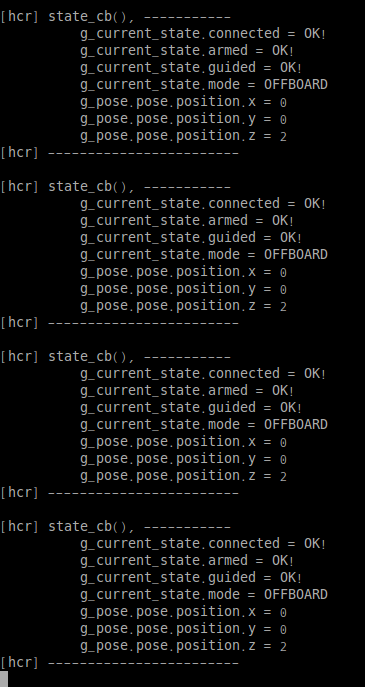 [hcr] state_cb(), -----------
g_current_state.connected = OK!
g_current_state.armed = OK!
g_current_state.guided = OK!
g_current_state.mode = OFFBOARD
g_pose.pose.position.x = 0
g_pose.pose.position.y = 0
g_pose.pose.position.z = 2
[hcr] ------------------------
[hcr] state_cb(), -----------
g_current_state.connected = OK!
g_current_state.armed = OK!
g_current_state.guided = OK!
g_current_state.mode = OFFBOARD
g_pose.pose.position.x = 0
g_pose.pose.position.y = 0
g_pose.pose.position.z = 2
[hcr] ------------------------
[hcr] state_cb(), -----------
g_current_state.connected = OK!
g_current_state.armed = OK!
g_current_state.guided = OK!
g_current_state.mode = OFFBOARD
g_pose.pose.position.x = 0
g_pose.pose.position.y = 0
g_pose.pose.position.z = 2
[hcr] ------------------------
[hcr] state_cb(), -----------
g_current_state.connected = OK!
g_current_state.armed = OK!
g_current_state.guided = OK!
g_current_state.mode = OFFBOARD
g_pose.pose.position.x = 0
g_pose.pose.position.y = 0
g_pose.pose.position.z = 2
[hcr] ------------------------